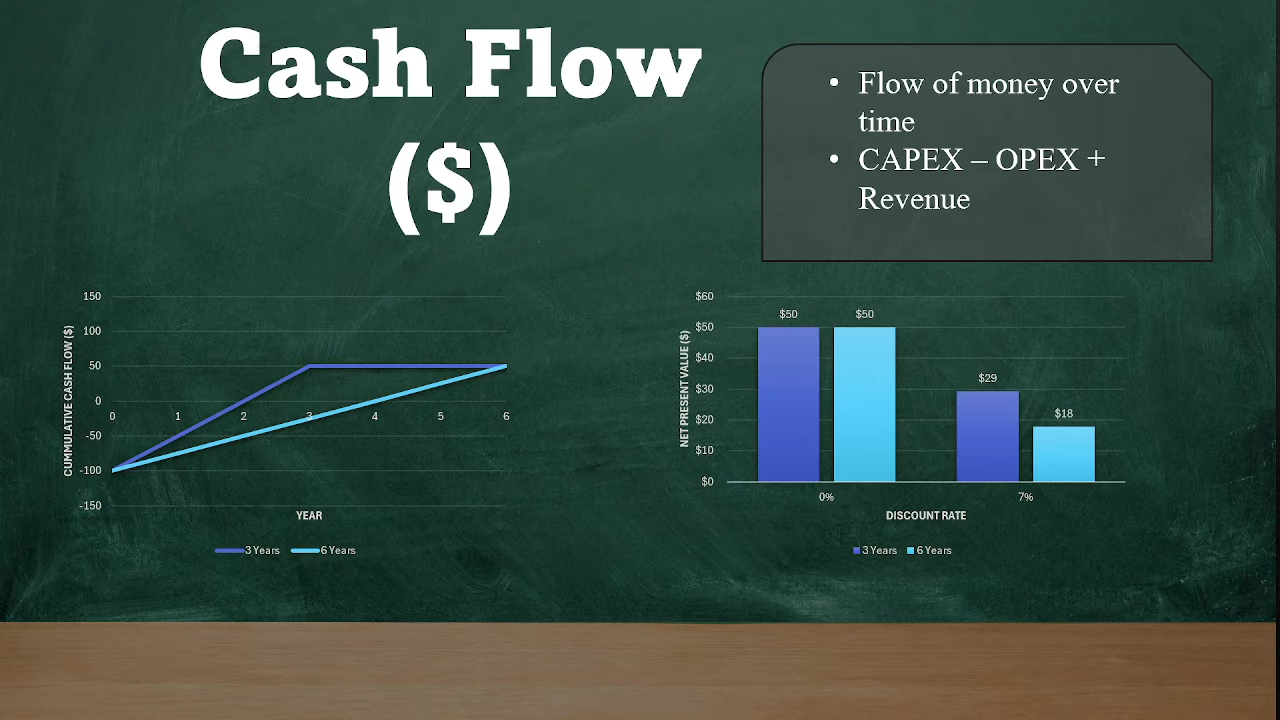 Cash Flow
($)
• Flow of money over
time
• CAPEX – OPEX +
Revenue
150
100
50
0
-50
-100
-150
CUMMULATIVE CASH FLOW ($)
0 1 2 3 4 5 6
YEAR
3 Years 6 Years
$60
$50
$40
$30
$20
$10
$0
NET PRESENT VALUE ($)
$50 $50
$29
$18
0% 7%
DISCOUNT RATE
3 Years 6 Years